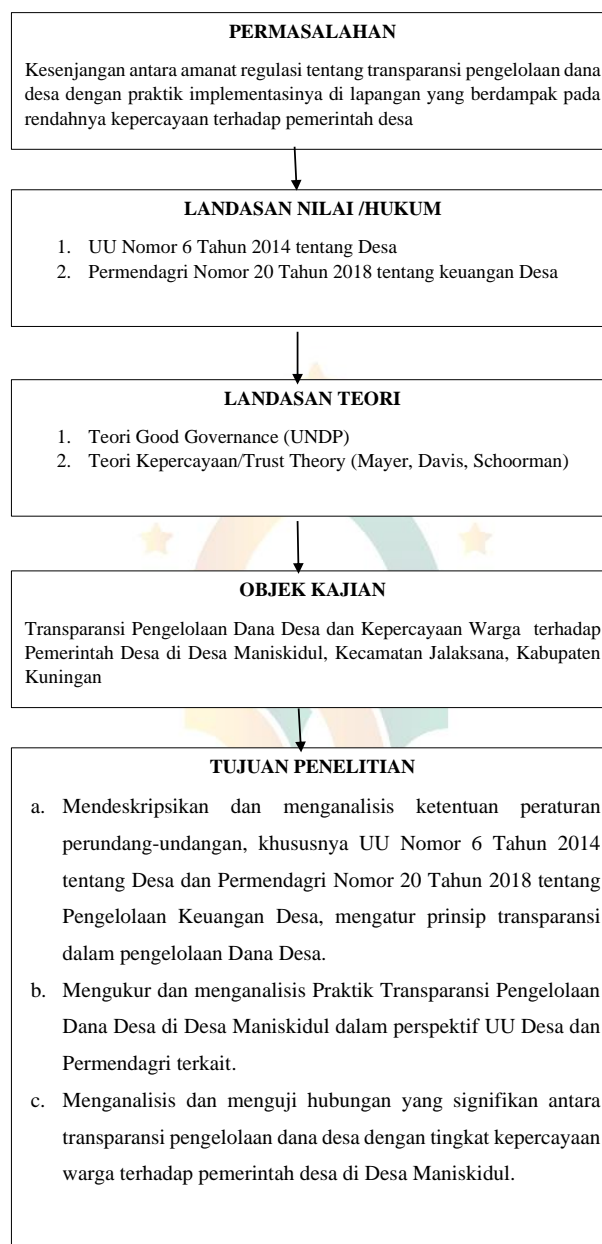 PERMASALAHAN
Kesenjangan antara amanat regulasi tentang transparansi pengelolaan dana
desa dengan praktik implementasinya di lapangan yang berdampak pada
rendahnya kepercayaan terhadap pemerintah desa
LANDASAN NILAI /HUKUM
1. UU Nomor 6 Tahun 2014 tentang Desa
2. Permendagri Nomor 20 Tahun 2018 tentang keuangan Desa
LANDASAN TEORI
1. Teori Good Governance (UNDP)
2. Teori Kepercayaan/Trust Theory (Mayer, Davis, Schoorman)
OBJEK KAJIAN
Transparansi Pengelolaan Dana Desa dan Kepercayaan Warga terhadap
Pemerintah Desa di Desa Maniskidul, Kecamatan Jalaksana, Kabupaten
Kuningan
TUJUAN PENELITIAN
a. Mendeskripsikan dan menganalisis ketentuan peraturan
perundang-undangan, khususnya UU Nomor 6 Tahun 2014
tentang Desa dan Permendagri Nomor 20 Tahun 2018 tentang
Pengelolaan Keuangan Desa, mengatur prinsip transparansi
dalam pengelolaan Dana Desa.
b. Mengukur dan menganalisis Praktik Transparansi Pengelolaan
Dana Desa di Desa Maniskidul dalam perspektif UU Desa dan
Permendagri terkait.
c. Menganalisis dan menguji hubungan yang signifikan antara
transparansi pengelolaan dana desa dengan tingkat kepercayaan
warga terhadap pemerintah desa di Desa Maniskidul.